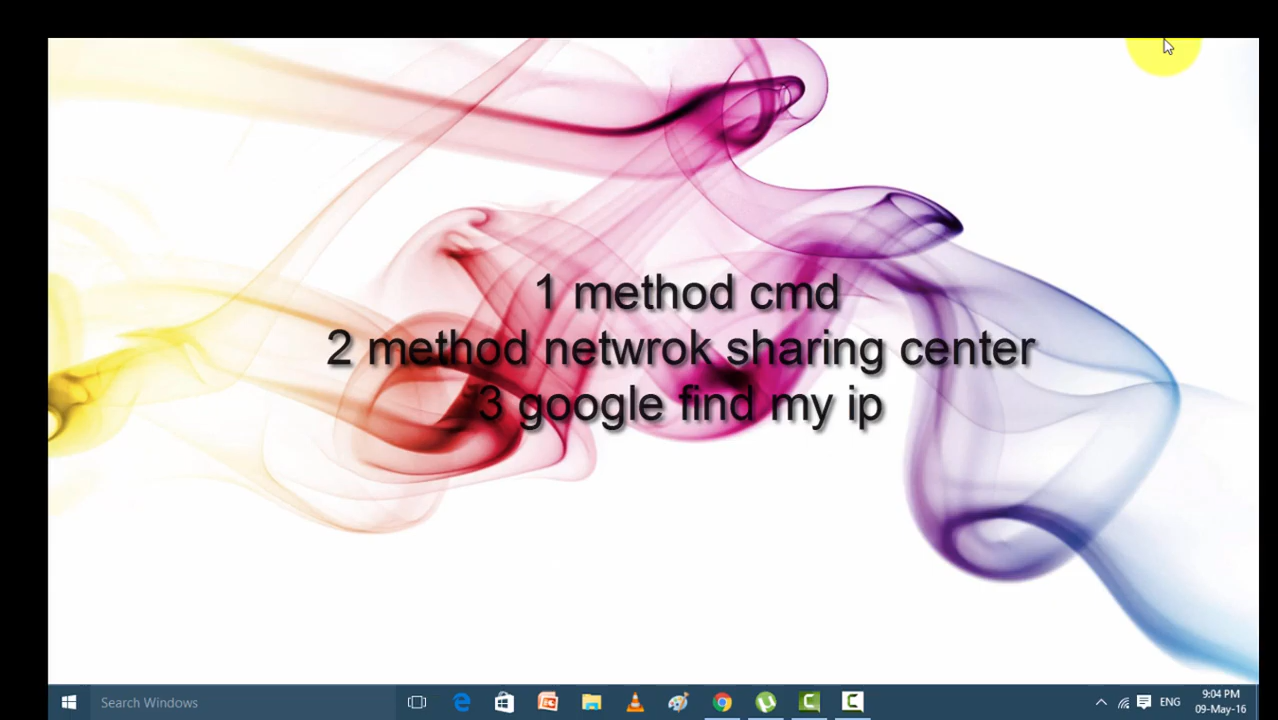 1 method cmd
2 method netwrok sharing center
3 google find my ip
Search Windows
ENG
9:04 PM
09-May-16